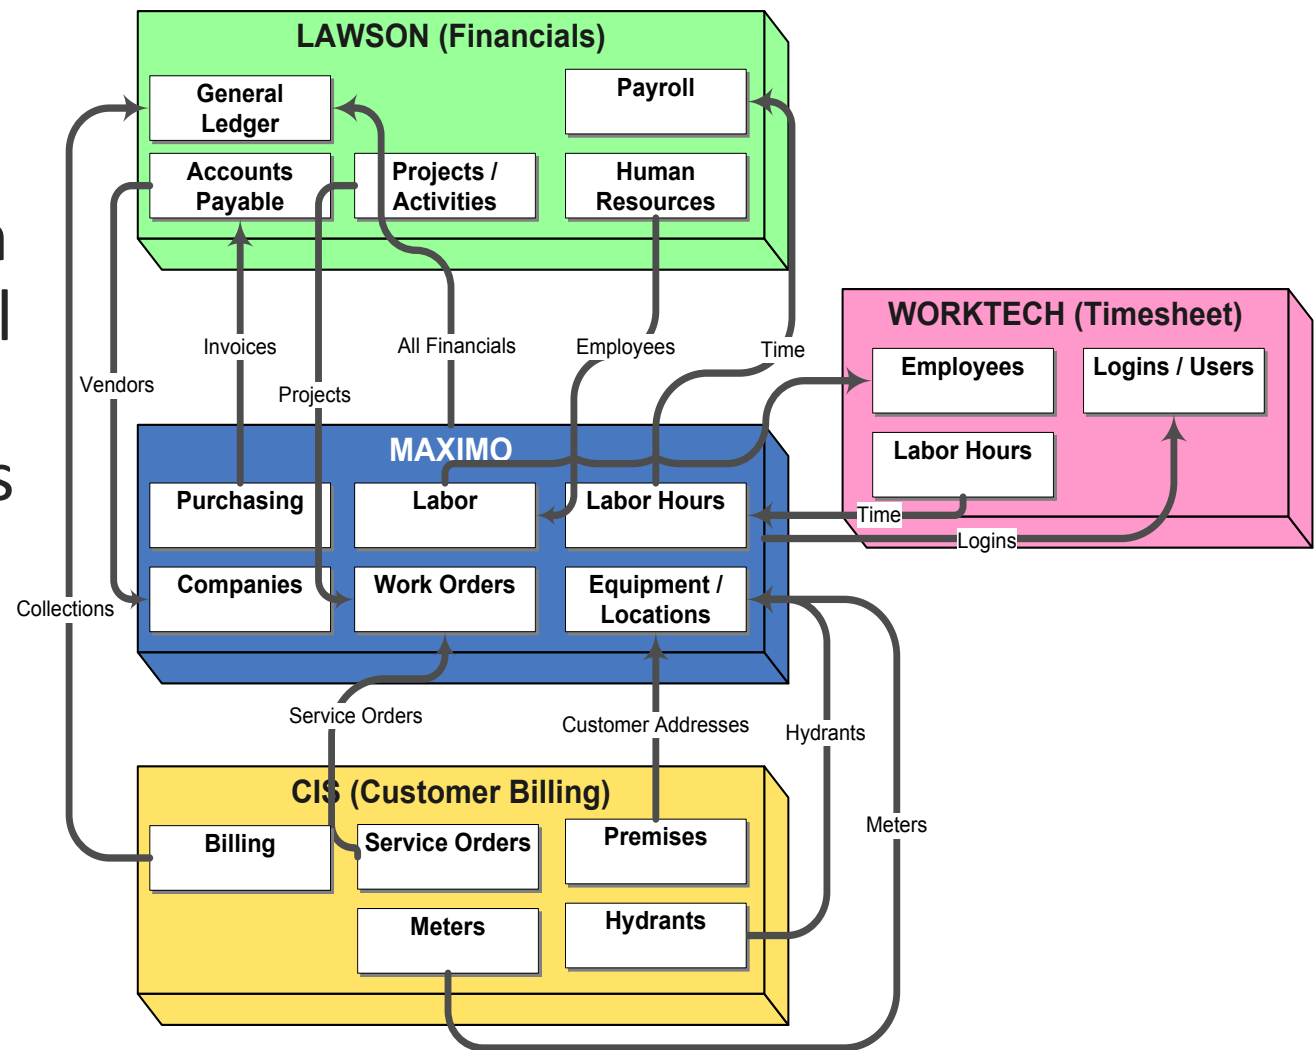 LAWSON (Financials)
General
Ledger
Payroll
Accounts
Payable
Projects /
Activities
Human
Resources
WORKTECH (Timesheet)
Employees
Logins / Users
Labor Hours
Invoices
All Financials
Employees
Time
Vendors
Projects
MAXIMO
Purchasing
Labor
Labor Hours
Time
Logins
Companies
Work Orders
Equipment /
Locations
Collections
Service Orders
Customer Addresses
Hydrants
Meters
CIS (Customer Billing)
Billing
Service Orders
Premises
Meters
Hydrants